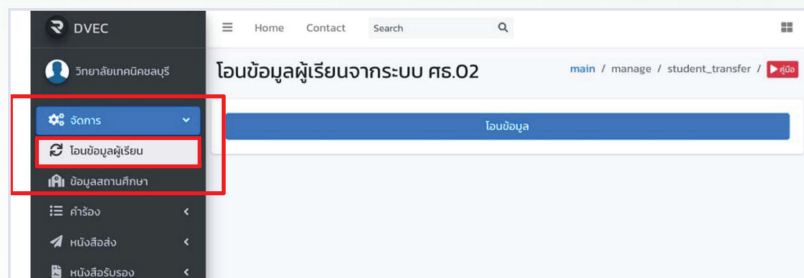 DVEC
Home Contact Search
วิทยาลัยเทคนิคชลบุรี
โอนข้อมูลผู้เรียนจากระบบ ศธ.02
main / manage / student_transfer / คู่มือ
จัดการ
โอนข้อมูล
โอนข้อมูลผู้เรียน
ข้อมูลสถานศึกษา
คำร้อง
หนังสือส่ง
หนังสือรับรอง